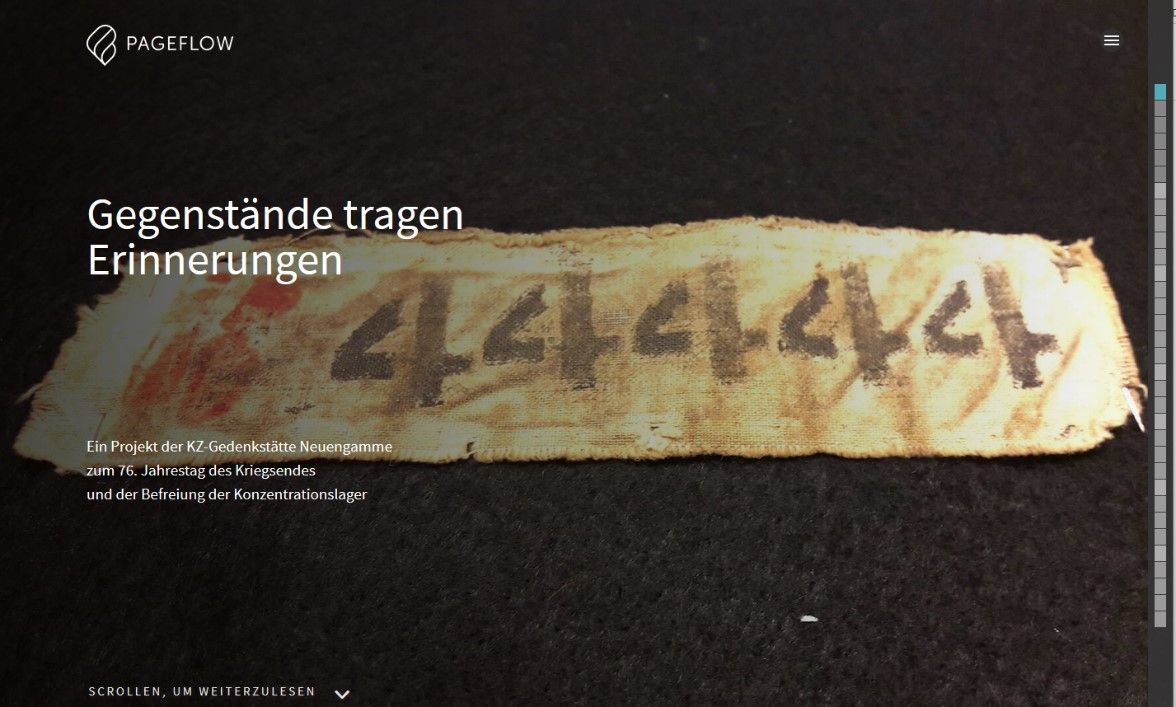 PAGEFLOW
Gegenstände tragen
Erinnerungen
44444
Ein Projekt der KZ-Gedenkstätte Neuengamme
zum 76. Jahrestag des Kriegsendes
und der Befreiung der Konzentrationslager
SCROLLEN, UM WEITERZULESEN